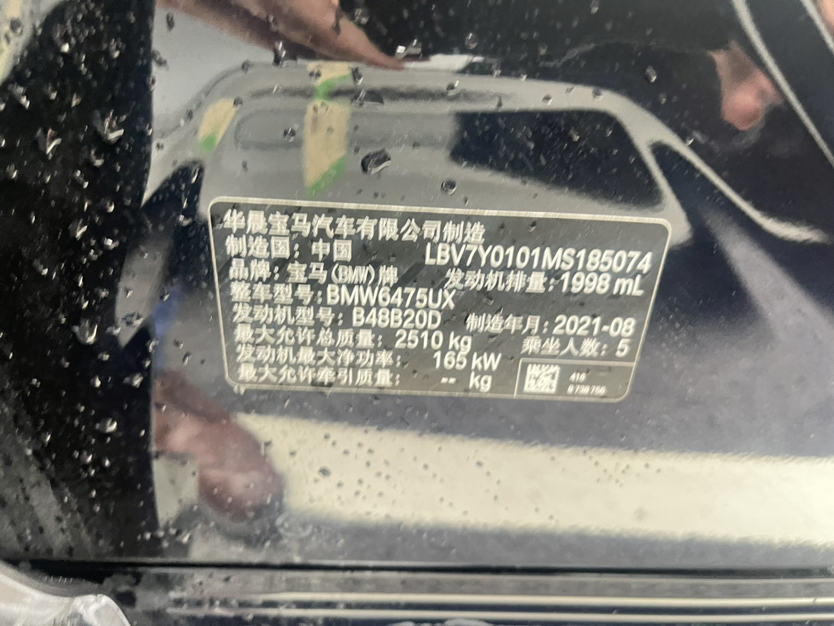 华晨宝马汽车有限公司制造
制造国：中国 LBV7Y0101MS185074
品牌：宝马(BMW)牌 发动机排量：1998 mL
整车型号：BMW6475UX
发动机型号：B48B20D 制造年月：2021-08
最大允许总质量：2510 kg 乘坐人数：5
发动机最大净功率：165 kW
最大允许牵引质量：-- kg